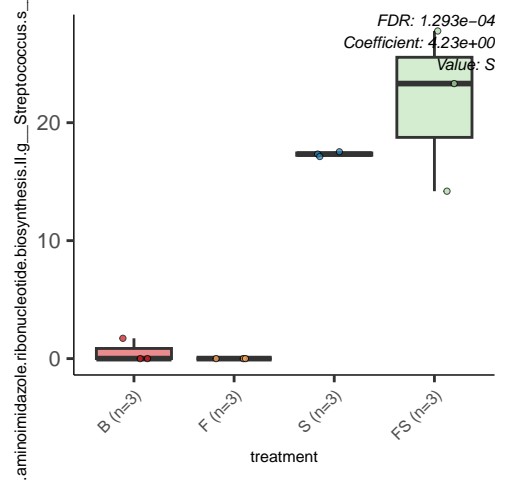 FDR: 1.293e−04
Coefficient: 4.23e+00
Value: S
.aminoimidazole.ribonucleotide.biosynthesis.II.g__Streptococcus.s_
20
10
0
B (n=3)
F (n=3)
S (n=3)
FS (n=3)
treatment